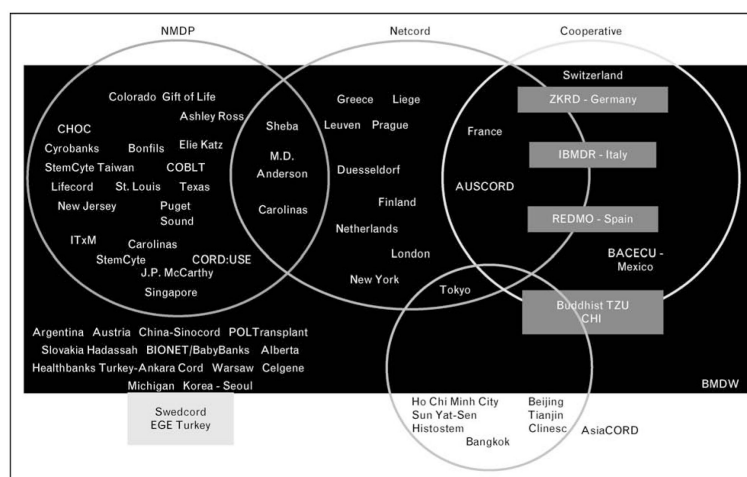 NMDP
Netcord
Cooperative
Switzerland
Colorado Gift of Life
Ashley Ross
CHOC
Cyrobanks Bonfils Elie Katz
StemCyte Taiwan COBLT
Lifecord St. Louis Texas
New Jersey Puget
Sound
ITxM Carolinas
StemCyte CORD:USE
J.P. McCarthy
Singapore
Sheba
M.D.
Anderson
Carolinas
Greece Liege
Leuven Prague
Duesseldorf
Finland
Netherlands
London
New York
Tokyo
France
AUSCORD
ZKRD - Germany
IBMDR - Italy
REDMO - Spain
BACECU -
Mexico
Buddhist TZU
CHI
Argentina Austria China-Sinocord POLTransplant
Slovakia Hadassah BIONET/BabyBanks Alberta
Healthbanks Turkey-Ankara Cord Warsaw Celgene
Michigan Korea - Seoul
BMDW
Swedcord
EGE Turkey
Ho Chi Minh City Beijing
Sun Yat-Sen Tianjin
Histostem Clinesc
Bangkok
AsiaCORD